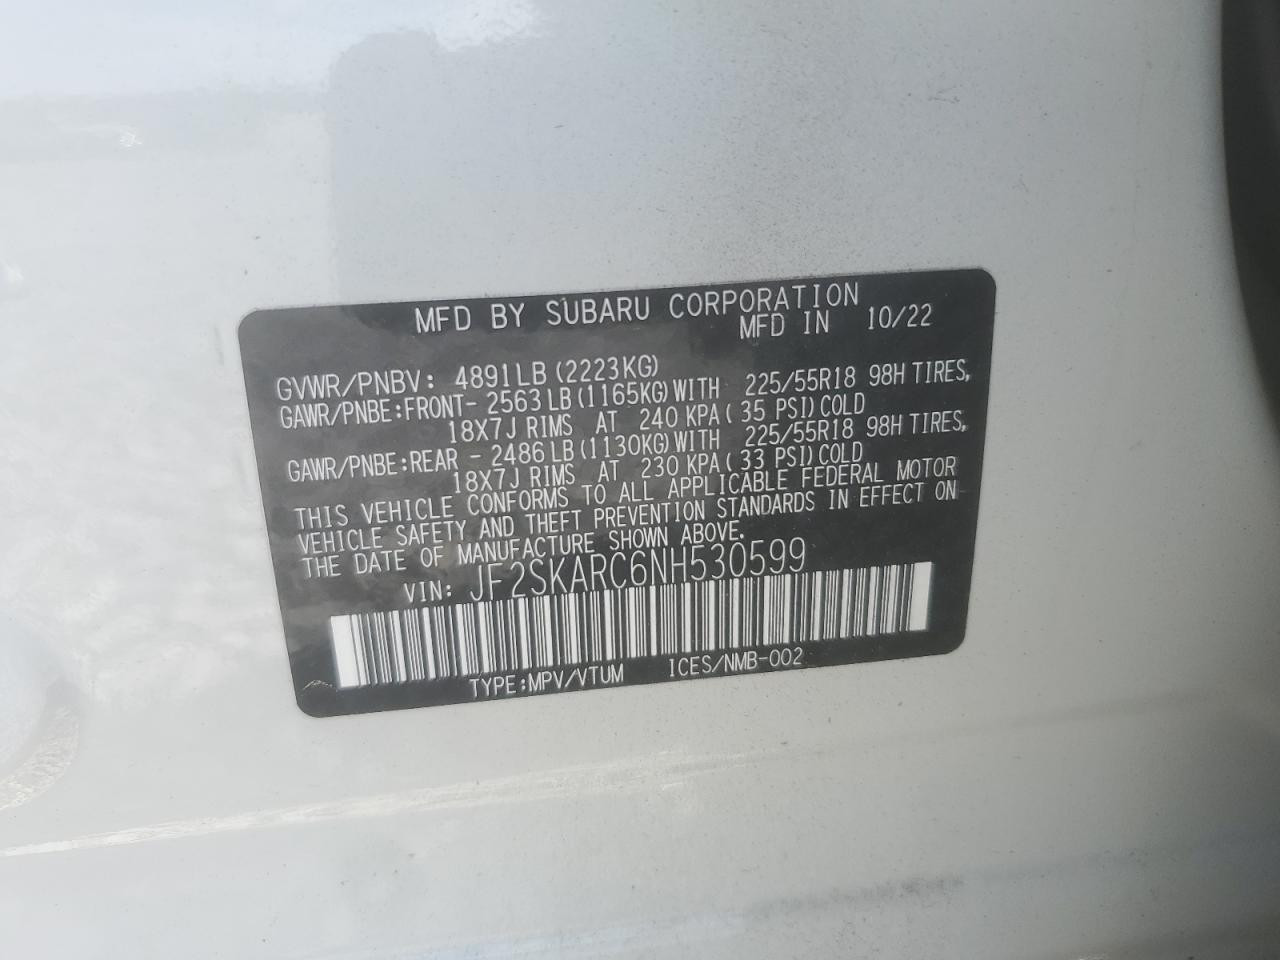 MFD BY SUBARU CORPORATION
MFD IN 10/22
GVWR/PNBV: 4891LB(2223KG)
GAWR/PNBE:FRONT- 2563LB(1165KG)WITH 225/55R18 98H TIRES,
18X7J RIMS AT 240 KPA( 35 PSI)COLD
GAWR/PNBE:REAR - 2486LB(1130KG)WITH 225/55R18 98H TIRES,
18X7J RIMS AT 230 KPA( 33 PSI)COLD
THIS VEHICLE CONFORMS TO ALL APPLICABLE FEDERAL MOTOR
VEHICLE SAFETY AND THEFT PREVENTION STANDARDS IN EFFECT ON
THE DATE OF MANUFACTURE SHOWN ABOVE.
VIN: JF2SKARC6NH530599
TYPE:MPV/VTUM ICES/NMB-002